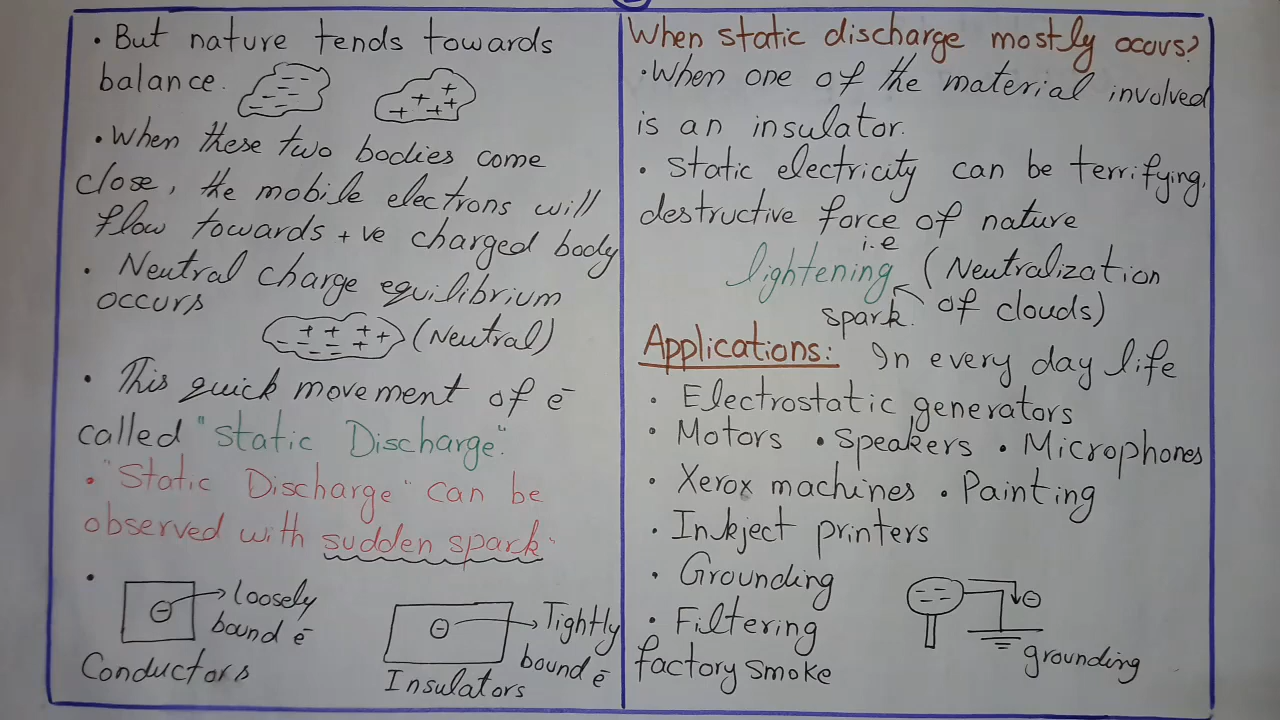 • But nature tends towards
balance.
• When these two bodies come
close, the mobile electrons will
flow towards +ve charged body
• Neutral charge equilibrium
occurs
(Neutral)
• This quick movement of ē
called "static Discharge".
• "Static Discharge" can be
observed with sudden spark"
• loosely
bound ē
Conductors
Tightly
bound ē
Insulators
When static discharge mostly occurs?
• When one of the material involved
is an insulator.
• Static electricity can be terrifying,
destructive force of nature
i.e
lightening (Neutralization
of clouds)
spark.
Applications: In every day life
• Electrostatic generators
• Motors • Speakers • Microphones
• Xerox machines • Painting
• Inkject printers
• Grounding
• Filtering
factory smoke
grounding